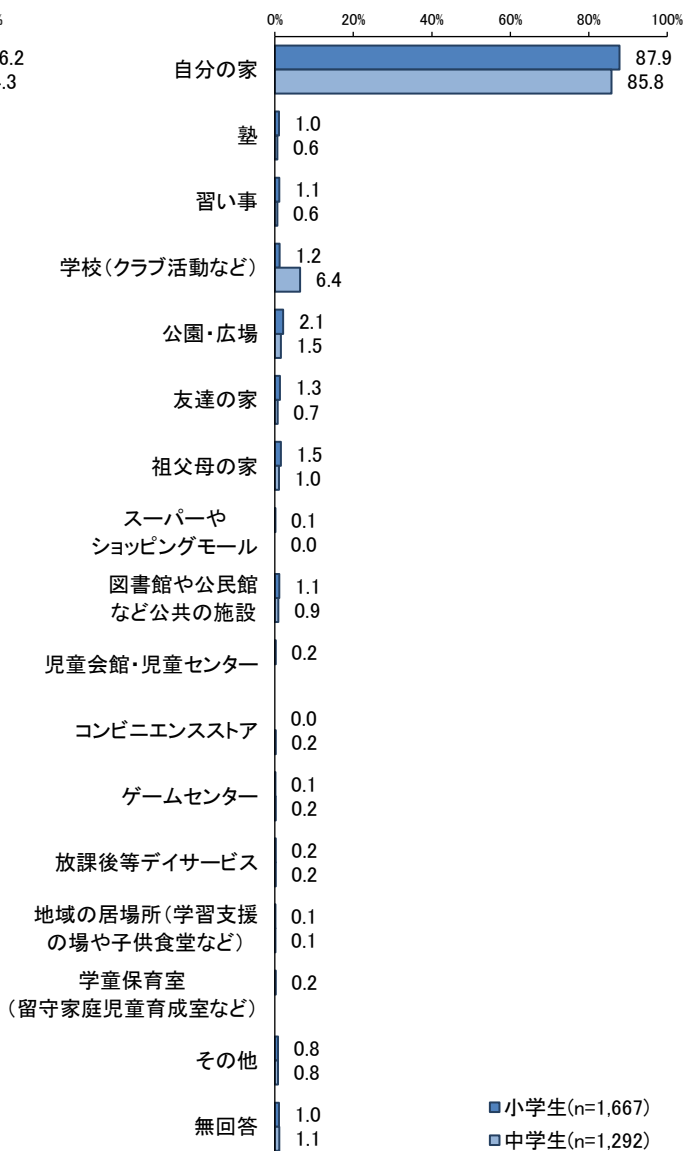 %
0% 20% 40% 60% 80% 100%
6.2
自分の家 87.9
.3
85.8
塾 1.0
0.6
習い事 1.1
0.6
学校(クラブ活動など) 1.2
6.4
公園・広場 2.1
1.5
友達の家 1.3
0.7
祖父母の家 1.5
1.0
スーパーや 0.1
ショッピングモール 0.0
図書館や公民館 1.1
など公共の施設 0.9
児童会館・児童センター 0.2
コンビニエンスストア 0.0
0.2
ゲームセンター 0.1
0.2
放課後等デイサービス 0.2
0.2
地域の居場所(学習支援 0.1
の場や子供食堂など) 0.1
学童保育室 0.2
(留守家庭児童育成室など)
その他 0.8
0.8
無回答 1.0
1.1
小学生(n=1,667)
中学生(n=1,292)